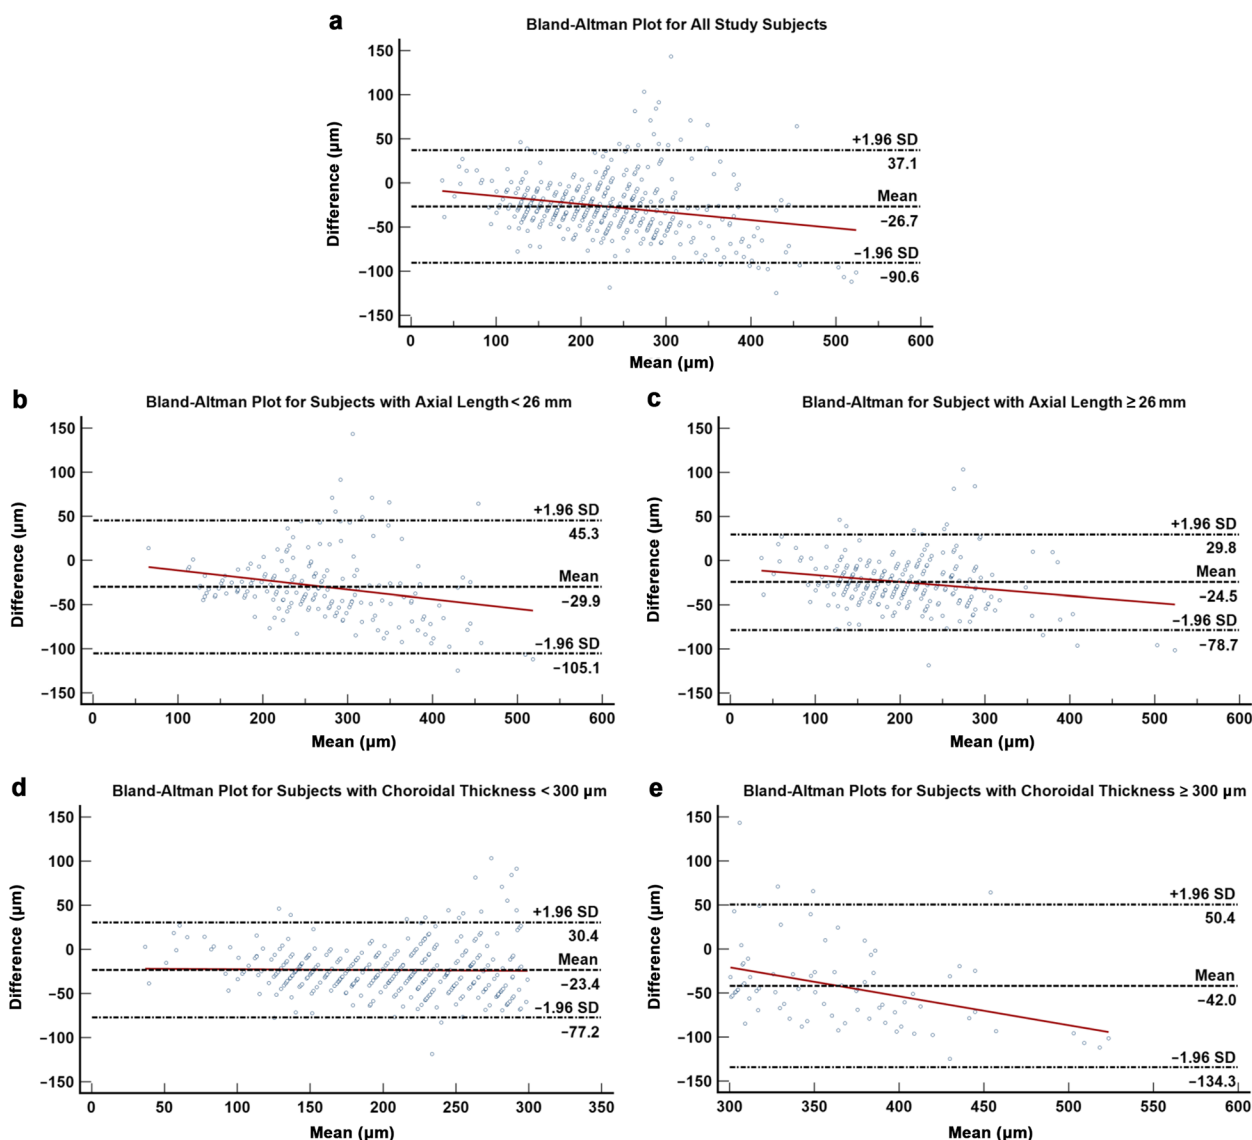 a
Bland-Altman Plot for All Study Subjects
150
100
50
0
−50
−100
−150
Difference (µm)
+1.96 SD
37.1
Mean
−26.7
−1.96 SD
−90.6
0 100 200 300 400 500 600
Mean (µm)
b
Bland-Altman Plot for Subjects with Axial Length < 26 mm
150
100
50
0
−50
−100
−150
Difference (µm)
+1.96 SD
45.3
Mean
−29.9
−1.96 SD
−105.1
0 100 200 300 400 500 600
Mean (µm)
c
Bland-Altman for Subject with Axial Length ≥ 26 mm
150
100
50
0
−50
−100
−150
Difference (µm)
+1.96 SD
29.8
Mean
−24.5
−1.96 SD
−78.7
0 100 200 300 400 500 600
Mean (µm)
d
Bland-Altman Plot for Subjects with Choroidal Thickness < 300 µm
150
100
50
0
−50
−100
−150
Difference (µm)
+1.96 SD
30.4
Mean
−23.4
−1.96 SD
−77.2
0 50 100 150 200 250 300 350
Mean (µm)
e
Bland-Altman Plots for Subjects with Choroidal Thickness ≥ 300 µm
150
100
50
0
−50
−100
−150
Difference (µm)
+1.96 SD
50.4
Mean
−42.0
−1.96 SD
−134.3
300 350 400 450 500 550 600
Mean (µm)